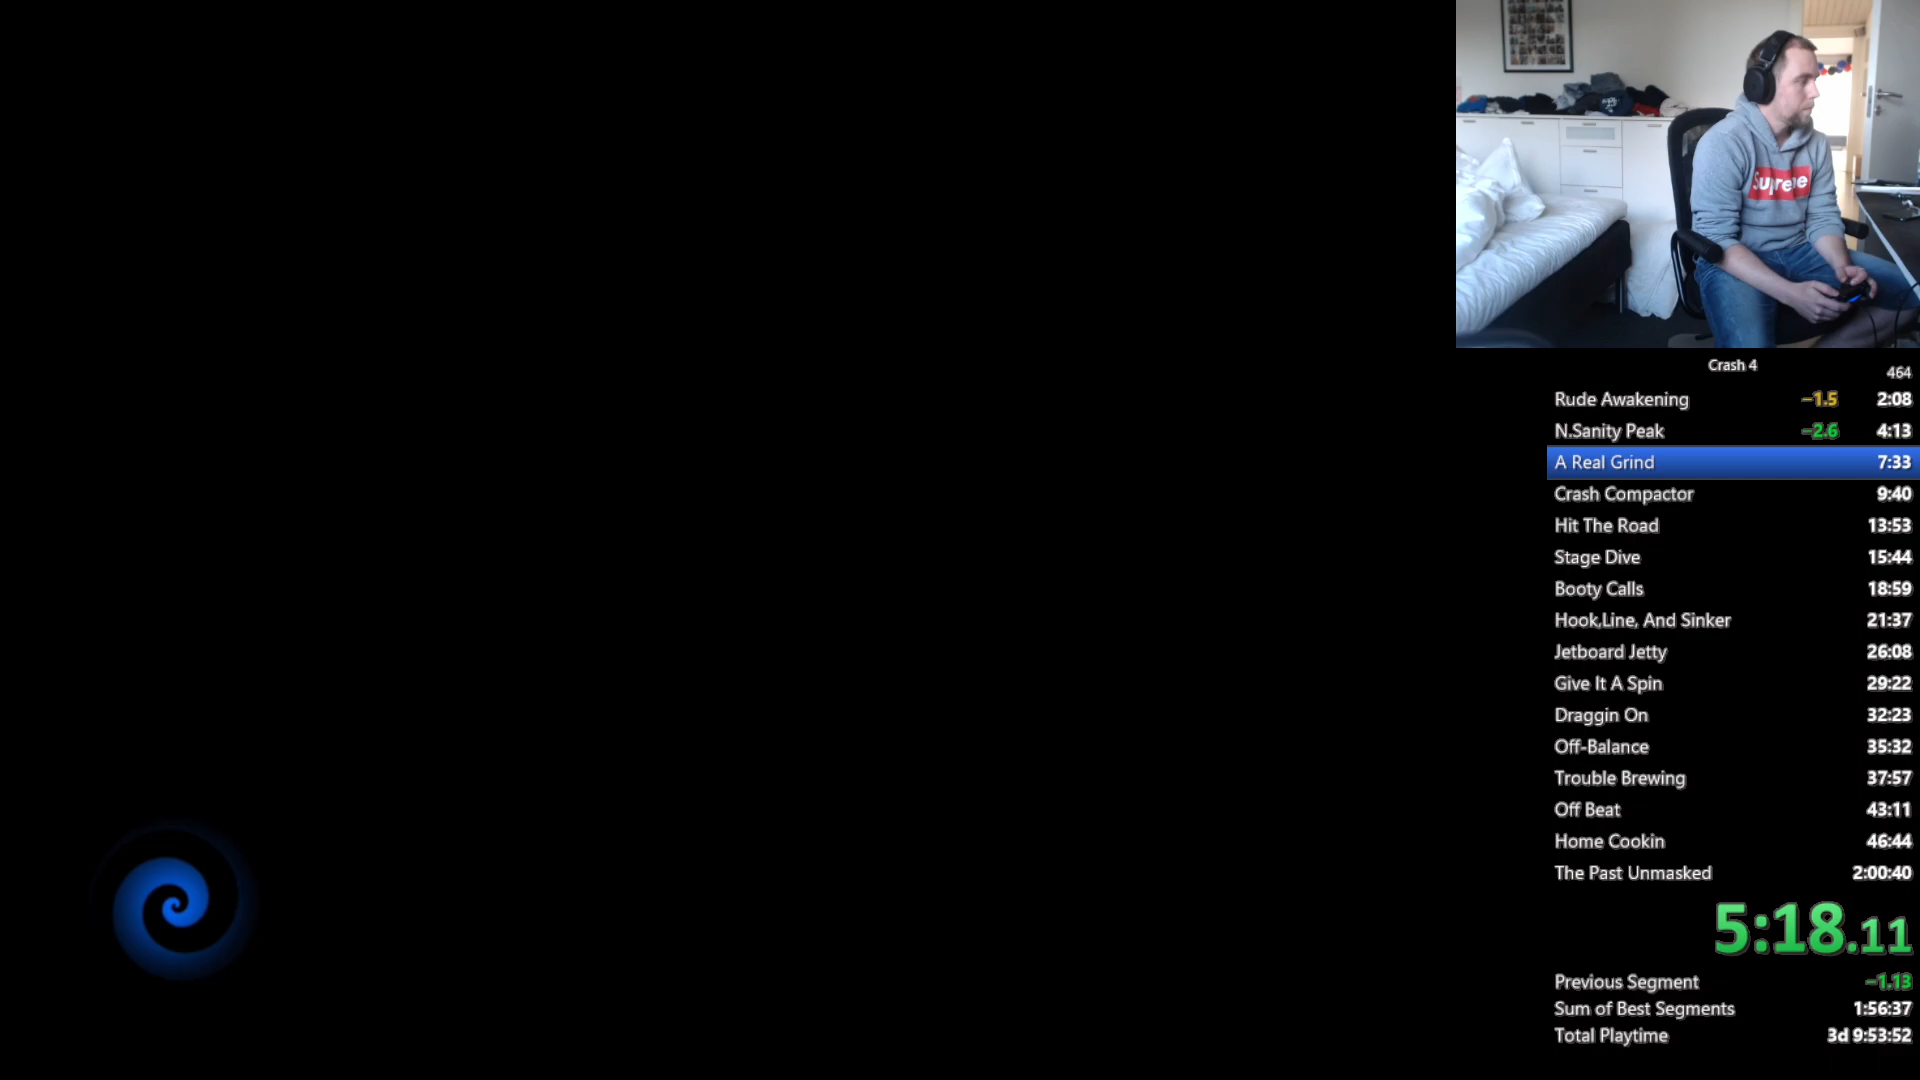 Supreme
Crash 4
464
Rude Awakening -1.5 2:08
N.Sanity Peak -2.6 4:13
A Real Grind 7:33
Crash Compactor 9:40
Hit The Road 13:53
Stage Dive 15:44
Booty Calls 18:59
Hook,Line, And Sinker 21:37
Jetboard Jetty 26:08
Give It A Spin 29:22
Draggin On 32:23
Off-Balance 35:32
Trouble Brewing 37:57
Off Beat 43:11
Home Cookin 46:44
The Past Unmasked 2:00:40
5:18.11
Previous Segment -1.13
Sum of Best Segments 1:56:37
Total Playtime 3d 9:53:52